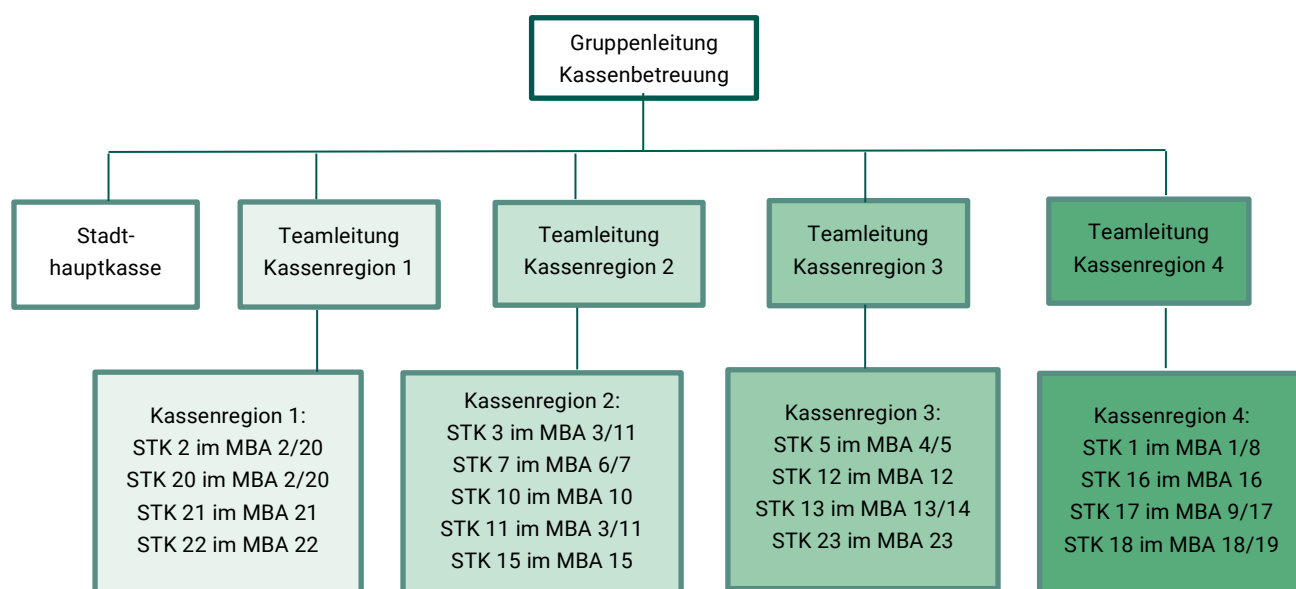 Gruppenleitung
Kassenbetreuung
Stadt-
hauptkasse
Teamleitung
Kassenregion 1
Teamleitung
Kassenregion 2
Teamleitung
Kassenregion 3
Teamleitung
Kassenregion 4
Kassenregion 1:
STK 2 im MBA 2/20
STK 20 im MBA 2/20
STK 21 im MBA 21
STK 22 im MBA 22
Kassenregion 2:
STK 3 im MBA 3/11
STK 7 im MBA 6/7
STK 10 im MBA 10
STK 11 im MBA 3/11
STK 15 im MBA 15
Kassenregion 3:
STK 5 im MBA 4/5
STK 12 im MBA 12
STK 13 im MBA 13/14
STK 23 im MBA 23
Kassenregion 4:
STK 1 im MBA 1/8
STK 16 im MBA 16
STK 17 im MBA 9/17
STK 18 im MBA 18/19